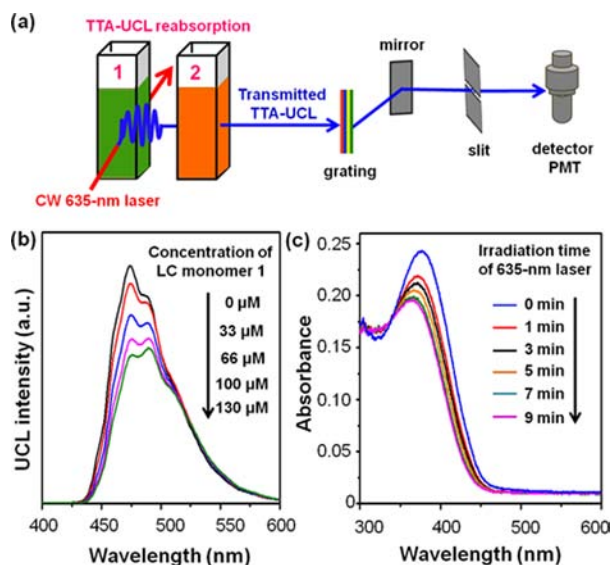 (a)
TTA-UCL reabsorption
1
2
CW 635-nm laser
Transmitted
TTA-UCL
grating
mirror
slit
detector
PMT
(b)
UCL intensity (a.u.)
Concentration of
LC monomer 1
0 µM
33 µM
66 µM
100 µM
130 µM
400
450
500
550
600
Wavelength (nm)
(c)
Absorbance
0.25
0.20
0.15
0.10
0.05
0
Irradiation time
of 635-nm laser
0 min
1 min
3 min
5 min
7 min
9 min
300
400
500
600
Wavelength (nm)